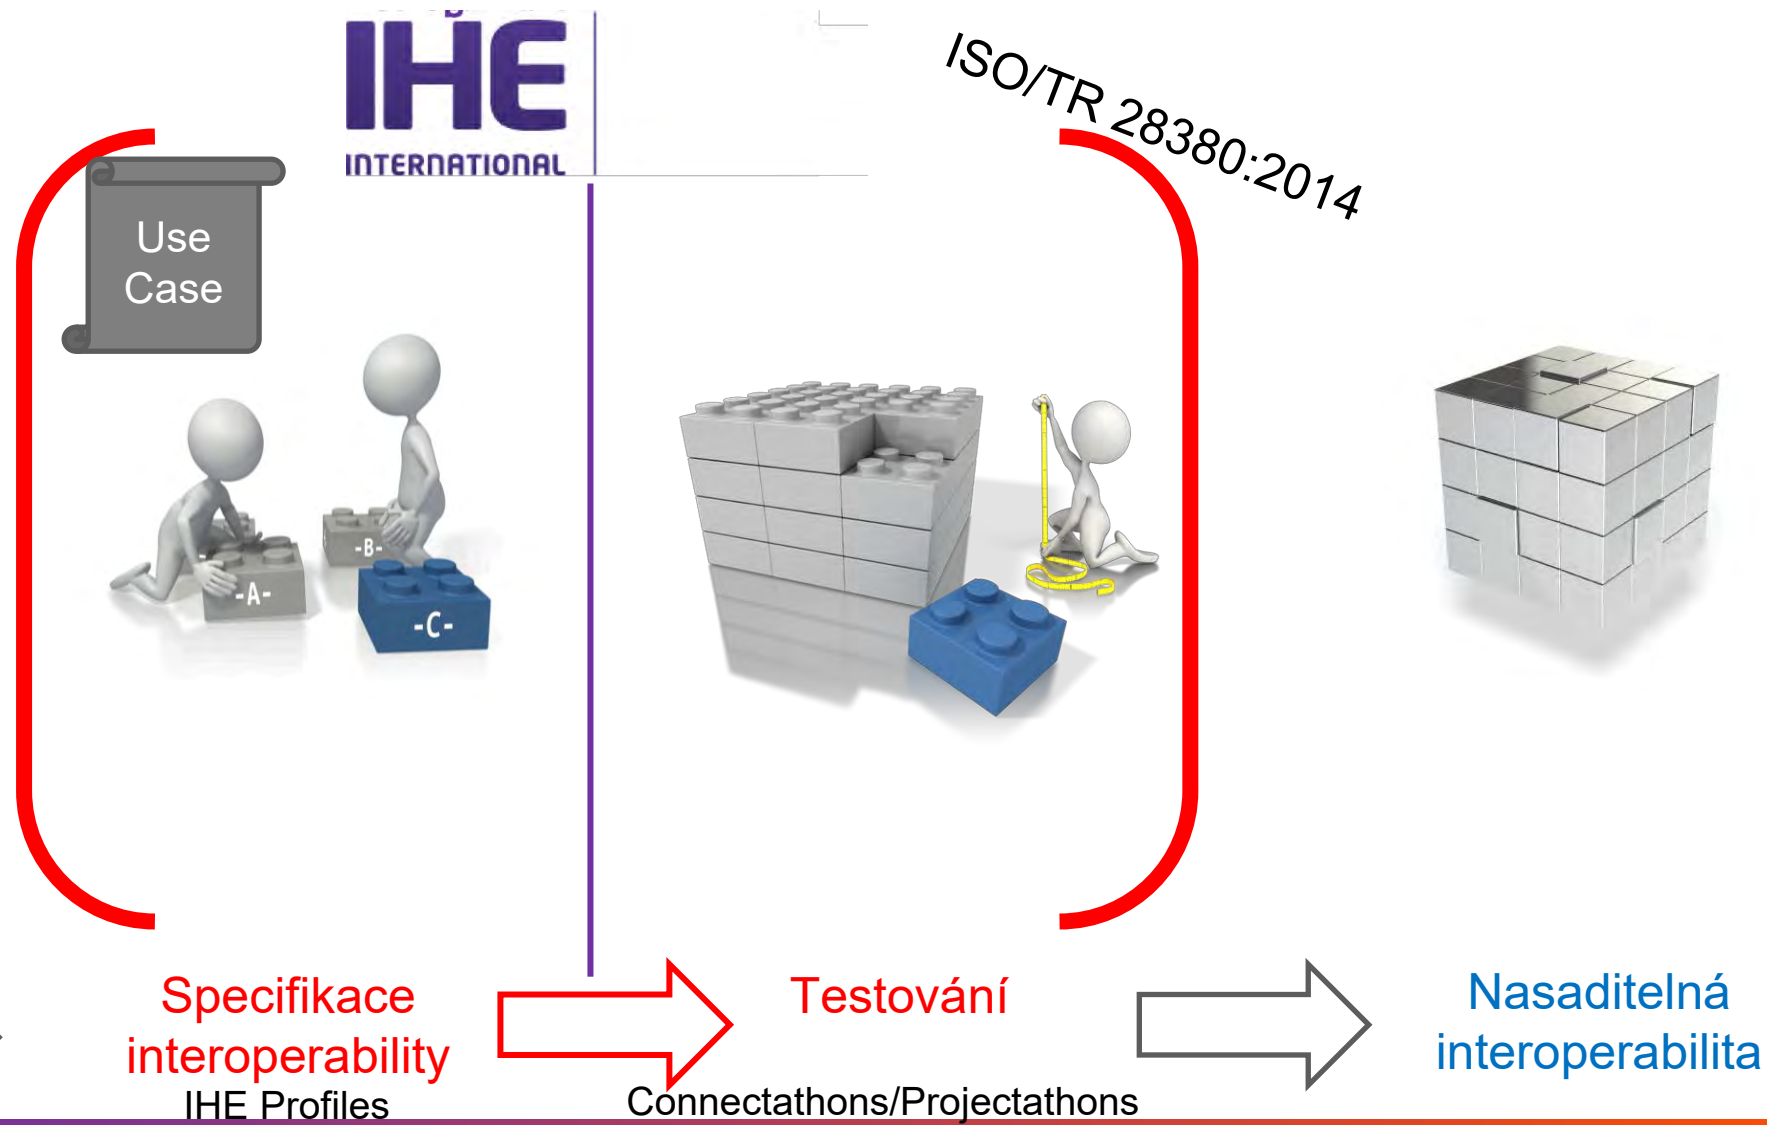 IHE
INTERNATIONAL
ISO/TR 28380:2014
Use
Case
-A-
-B-
-C-
Specifikace
interoperability
IHE Profiles
Testování
Connectathons/Projectathons
Nasaditelná
interoperabilita